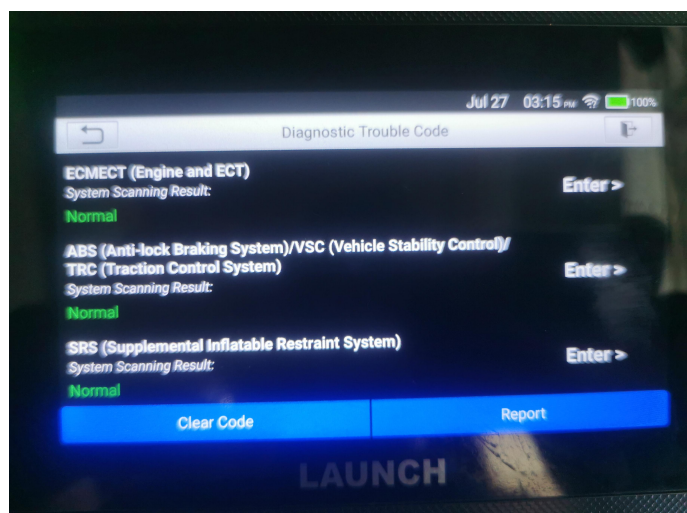 Jul 27 03:15 PM 100%
Diagnostic Trouble Code
ECMECT (Engine and ECT)
System Scanning Result:
Enter >
Normal
ABS (Anti-lock Braking System)/VSC (Vehicle Stability Control)/
TRC (Traction Control System)
Enter >
System Scanning Result:
Normal
SRS (Supplemental Inflatable Restraint System)
Enter >
System Scanning Result:
Normal
Clear Code
Report
LAUNCH